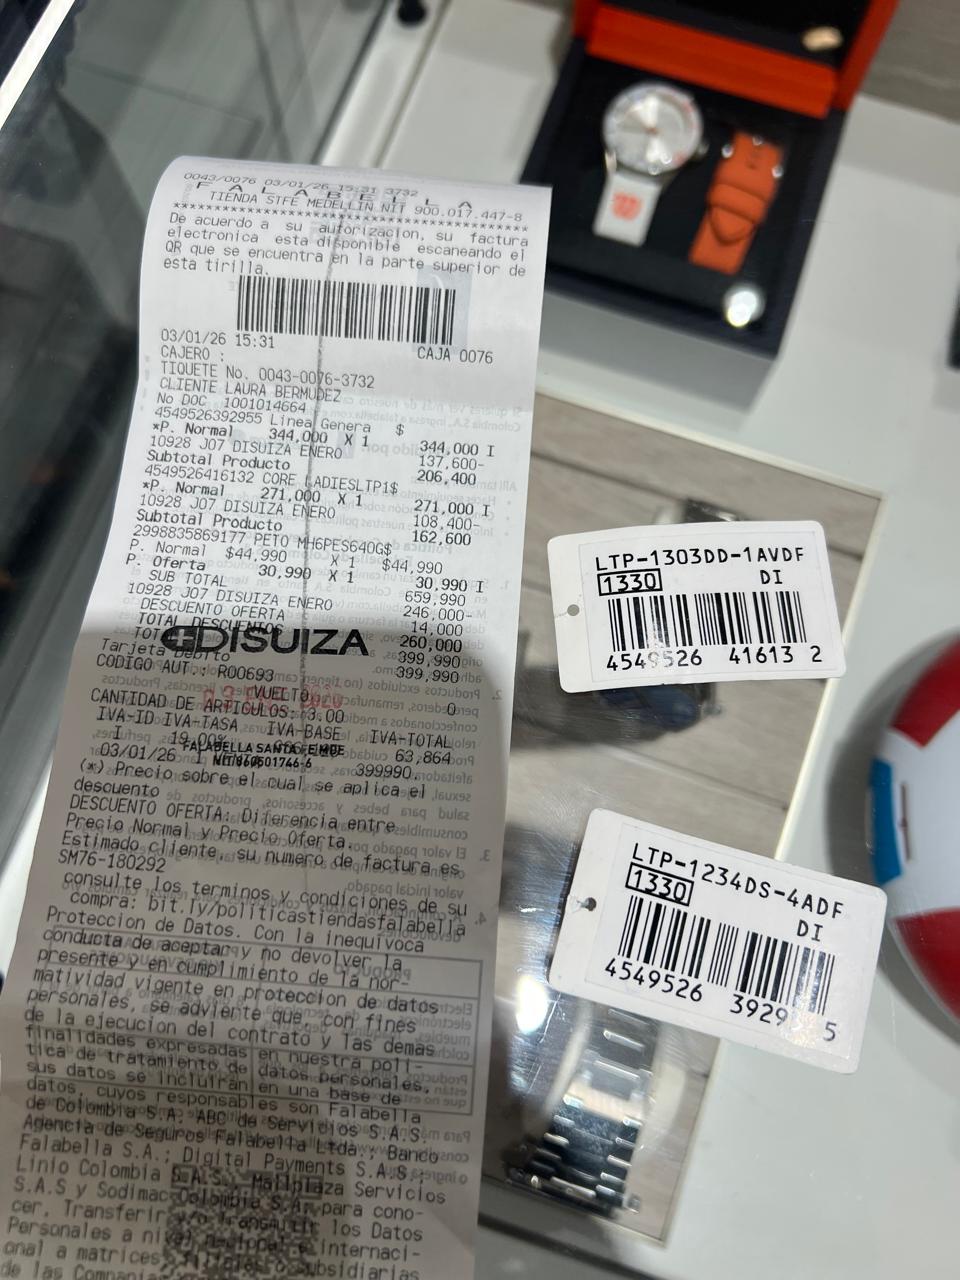 0043/0076 03/01/26 15:31 3732
F A L A B E L L A
TIENDA STFE MEDELLIN NIT 900.017.447-8
************************************
De acuerdo a su autorizacion, su factura
electronica esta disponible escaneando el
QR que se encuentra en la parte superior de
esta tirilla.
03/01/26 15:31 CAJA 0076
CAJERO :
TIQUETE No. 0043-0076-3732
CLIENTE LAURA BERMUDEZ
No DOC 1001014664
4549526392955 Linea Genera $
*P. Normal 344,000 X 1 344,000 I
10928 J07 DISUIZA ENERO 137,600-
Subtotal Producto 206,400
4549526416132 CORE LADIESLTP1$
*P. Normal 271,000 X 1 271,000 I
10928 J07 DISUIZA ENERO 108,400-
Subtotal Producto 162,600
2998835869177 PETO MH6PES640G$
P. Normal $44,990 X 1 $44,990
P. Oferta 30,990 X 1 30,990 I
SUB TOTAL 659,990
10928 J07 DISUIZA ENERO 246,000-
DESCUENTO OFERTA 14,000
TOTAL DESCUENTOS 260,000
TOTAL 399,990
DISUIZA
Tarjeta Debito 399,990
CODIGO AUT.: R00693
VUELTO 0
CANTIDAD DE ARTICULOS: 3.00
IVA-ID IVA-TASA IVA-BASE IVA-TOTAL
I 19.00% 63,864
FALABELLA SANTA FE MDE
03/01/26 399990.
(*) Precio sobre el cual se aplica el
descuento
DESCUENTO OFERTA: Diferencia entre
Precio Normal y Precio Oferta.
Estimado cliente, su numero de factura es
SM76-180292
consulte los terminos y condiciones de su
compra: bit.ly/politicastiendasfalabella
Proteccion de Datos. Con la inequivoca
conducta de aceptar y no devolver la
presente y en cumplimiento de la nor-
matividad vigente en proteccion de datos
personales, se advierte que, con fines
de la ejecucion del contrato y las demas
finalidades expresadas en nuestra poli-
tica de tratamiento de datos personales,
sus datos se incluiran en una base de
datos, cuyos responsables son Falabella
de Colombia S.A. ABC de Servicios S.A.S.
Agencia de Seguros Falabella Ltda.; Banco
Falabella S.A.; Digital Payments S.A.S.;
Linio Colombia S.A.S.; Mallplaza Servicios
S.A.S y Sodimac Colombia S.A. para cono-
cer, Transferir y/o Transmitir los Datos
Personales a nivel nacional e internaci-
onal a matrices, filiales o subsidiarias
de las Companias
LTP-1303DD-1AVDF
1330 DI
4549526 41613 2
LTP-1234DS-4ADF
1330 DI
4549526 3929 5